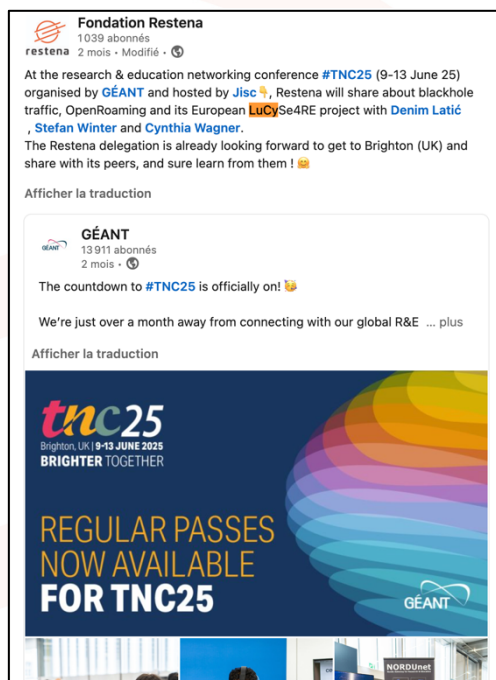 Fondation Restena
restena
1 039 abonnés
2 mois • Modifié •
At the research & education networking conference #TNC25 (9-13 June 25)
organised by GÉANT and hosted by Jisc👇, Restena will share about blackhole
traffic, OpenRoaming and its European LuCySe4RE project with Denim Latić
, Stefan Winter and Cynthia Wagner.
The Restena delegation is already looking forward to get to Brighton (UK) and
share with its peers, and sure learn from them ! 🤗
Afficher la traduction
GÉANT
GÉANT
13 911 abonnés
2 mois •
The countdown to #TNC25 is officially on! 🥳
We're just over a month away from connecting with our global R&E ... plus
Afficher la traduction
tnc25
Brighton, UK | 9-13 JUNE 2025
BRIGHTER TOGETHER
REGULAR PASSES
NOW AVAILABLE
FOR TNC25
GÉANT
NORDUnet